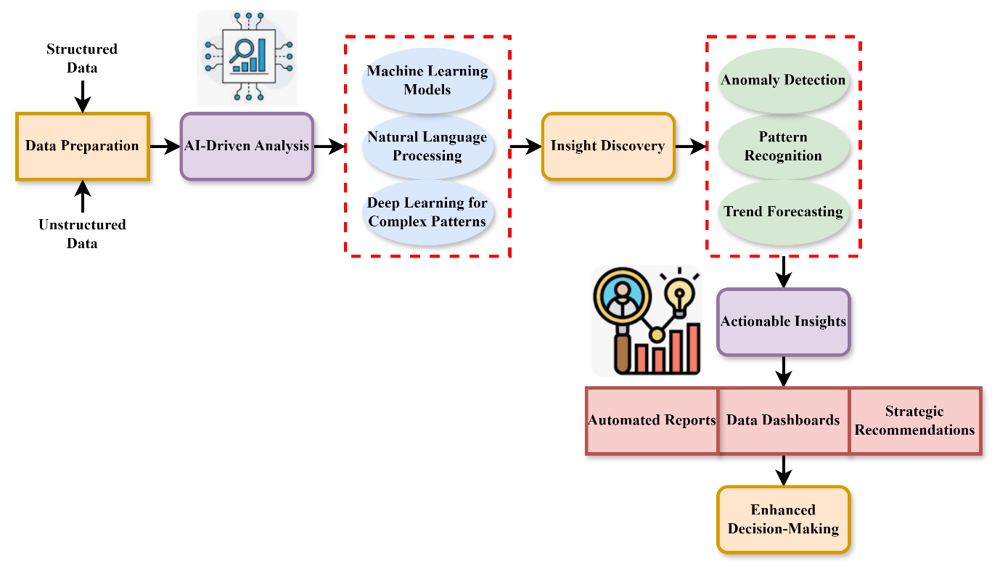 Structured
Data
Data Preparation
Unstructured
Data
AI-Driven Analysis
Machine Learning
Models
Natural Language
Processing
Deep Learning for
Complex Patterns
Insight Discovery
Anomaly Detection
Pattern
Recognition
Trend Forecasting
Actionable Insights
Automated Reports
Data Dashboards
Strategic
Recommendations
Enhanced
Decision-Making